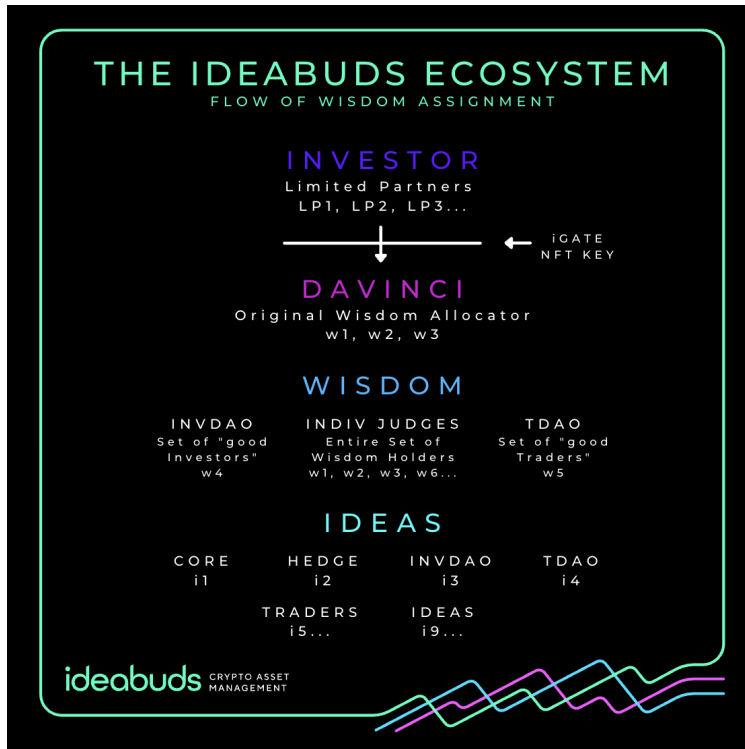 THE IDEABUDS ECOSYSTEM
FLOW OF WISDOM ASSIGNMENT
INVESTOR
Limited Partners
LP1, LP2, LP3...
iGATE
NFT KEY
DAVINCI
Original Wisdom Allocator
w1, w2, w3
WISDOM
INVDAO
Set of "good
Investors"
w4
INDIV JUDGES
Entire Set of
Wisdom Holders
w1, w2, w3, w6...
TDAO
Set of "good
Traders"
w5
IDEAS
CORE
i1
HEDGE
i2
INVDAO
i3
TDAO
i4
TRADERS
i5...
IDEAS
i9...
ideabuds
CRYPTO ASSET
MANAGEMENT